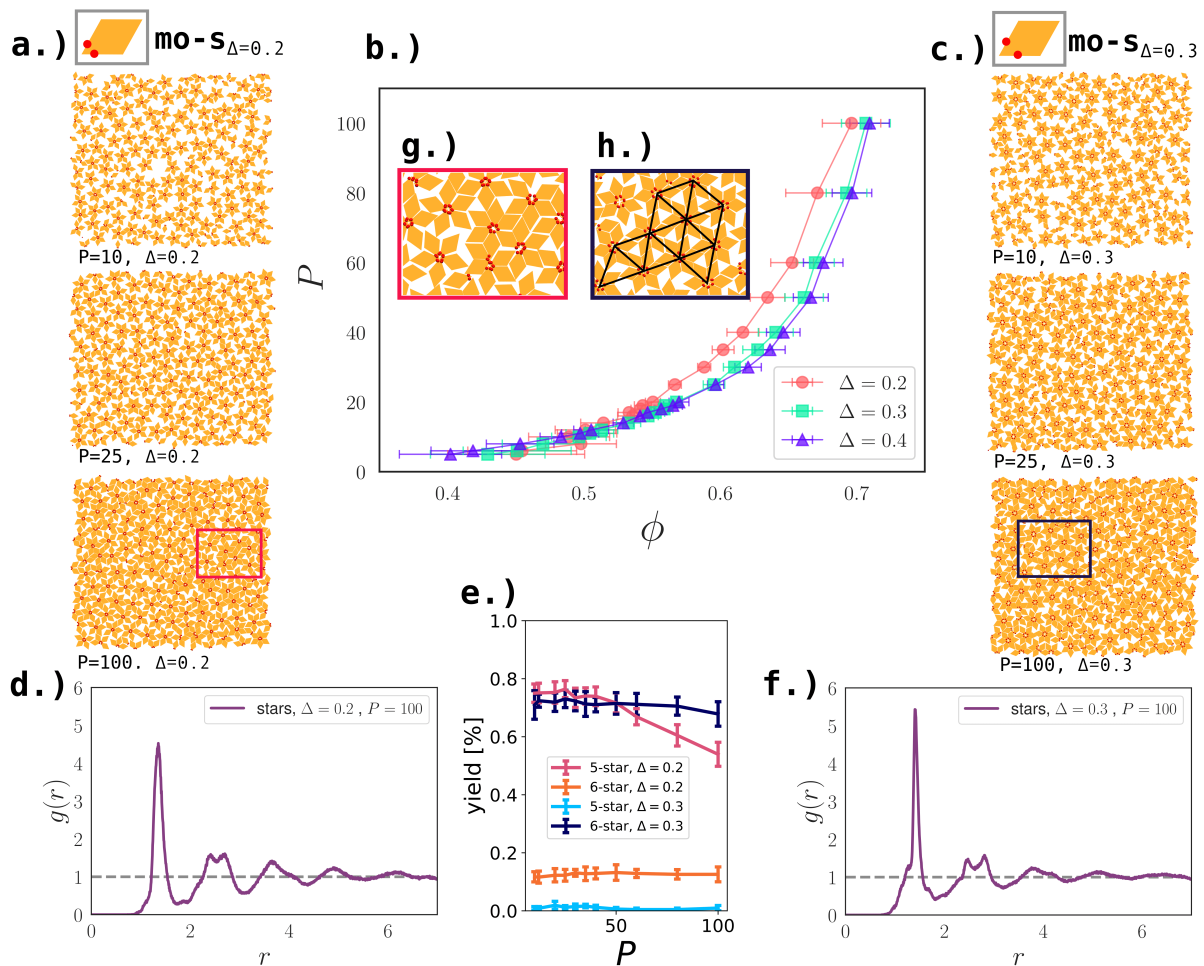 a.)
mo-sΔ=0.2
P=10, Δ=0.2
P=25, Δ=0.2
P=100. Δ=0.2
b.)
P
100
80
60
40
20
0
0.4
0.5
0.6
0.7
ϕ
g.)
h.)
Δ = 0.2
Δ = 0.3
Δ = 0.4
c.)
mo-sΔ=0.3
P=10, Δ=0.3
P=25, Δ=0.3
P=100, Δ=0.3
d.)
g(r)
6
5
4
3
2
1
0
0
2
4
6
r
stars, Δ = 0.2 , P = 100
e.)
yield [%]
1.0
0.8
0.6
0.4
0.2
0.0
50
100
P
5-star, Δ = 0.2
6-star, Δ = 0.2
5-star, Δ = 0.3
6-star, Δ = 0.3
f.)
g(r)
6
5
4
3
2
1
0
0
2
4
6
r
stars, Δ = 0.3 , P = 100